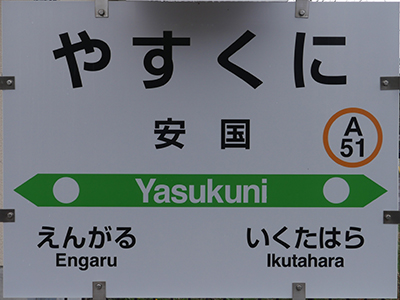 やすくに
安国
A
51
Yasukuni
えんがる
Engaru
いくたはら
Ikutahara